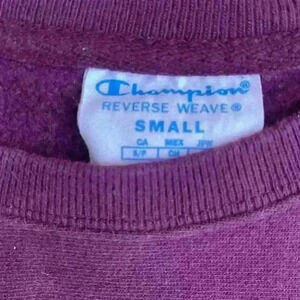 Champion
REVERSE WEAVE®
SMALL
CA MEX JPN
S/P CH